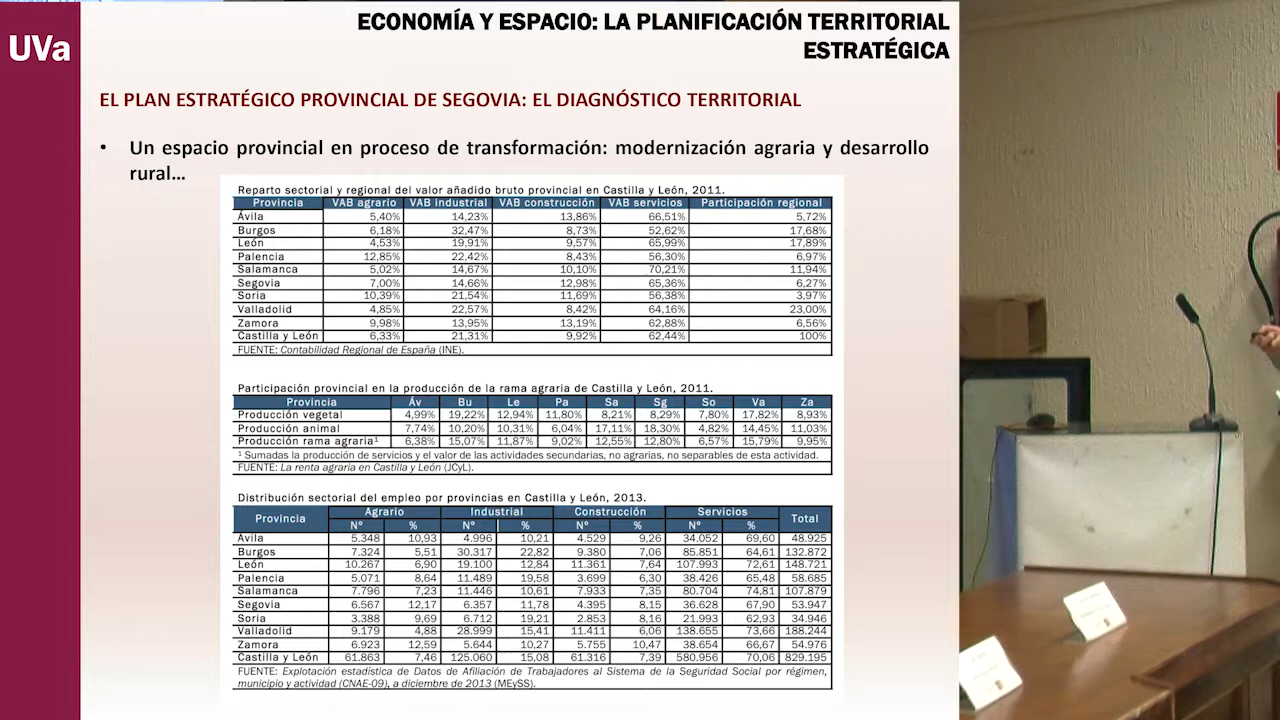 UVa
ECONOMÍA Y ESPACIO: LA PLANIFICACIÓN TERRITORIAL
ESTRATÉGICA
EL PLAN ESTRATÉGICO PROVINCIAL DE SEGOVIA: EL DIAGNÓSTICO TERRITORIAL
• Un espacio provincial en proceso de transformación: modernización agraria y desarrollo
rural...
Reparto sectorial y regional del valor añadido bruto provincial en Castilla y León, 2011.
Provincia VAB agrario VAB industrial VAB construcción VAB servicios Participación regional
Ávila 5,40% 14,23% 13,86% 66,51% 5,72%
Burgos 6,18% 32,47% 8,73% 52,62% 17,68%
León 4,53% 19,91% 9,57% 65,99% 17,89%
Palencia 12,85% 22,42% 8,43% 56,30% 6,97%
Salamanca 5,02% 14,67% 10,10% 70,21% 11,94%
Segovia 7,00% 14,66% 12,98% 65,36% 6,27%
Soria 10,39% 21,54% 11,69% 56,38% 3,97%
Valladolid 4,85% 22,57% 8,42% 64,16% 23,00%
Zamora 9,98% 13,95% 13,19% 62,88% 6,56%
Castilla y León 6,33% 21,31% 9,92% 62,44% 100%
FUENTE: Contabilidad Regional de España (INE).
Participación provincial en la producción de la rama agraria de Castilla y León, 2011.
Provincia Áv Bu Le Pa Sa Sg So Va Za
Producción vegetal 4,99% 19,22% 12,94% 11,80% 8,21% 8,29% 7,80% 17,82% 8,93%
Producción animal 7,74% 10,20% 10,31% 6,04% 17,11% 18,30% 4,82% 14,45% 11,03%
Producción rama agraria¹ 6,38% 15,07% 11,87% 9,02% 12,55% 12,80% 6,57% 15,79% 9,95%
¹ Sumadas la producción de servicios y el valor de las actividades secundarias, no agrarias, no separables de esta actividad.
FUENTE: La renta agraria en Castilla y León (JCyL).
Distribución sectorial del empleo por provincias en Castilla y León, 2013.
Provincia Agrario Industrial Construcción Servicios Total
Nº % Nº % Nº % Nº %
Ávila 5.348 10,93 4.996 10,21 4.529 9,26 34.052 69,60 48.925
Burgos 7.324 5,51 30.317 22,82 9.380 7,06 85.851 64,61 132.872
León 10.267 6,90 19.100 12,84 11.361 7,64 107.993 72,61 148.721
Palencia 5.071 8,64 11.489 19,58 3.699 6,30 38.426 65,48 58.685
Salamanca 7.796 7,23 11.446 10,61 7.933 7,35 80.704 74,81 107.879
Segovia 6.567 12,17 6.357 11,78 4.395 8,15 36.628 67,90 53.947
Soria 3.388 9,69 6.712 19,21 2.853 8,16 21.993 62,93 34.946
Valladolid 9.179 4,88 28.999 15,41 11.411 6,06 138.655 73,66 188.244
Zamora 6.923 12,59 5.644 10,27 5.755 10,47 38.654 66,67 54.976
Castilla y León 61.863 7,46 125.060 15,08 61.316 7,39 580.956 70,06 829.195
FUENTE: Explotación estadística de Datos de Afiliación de Trabajadores al Sistema de la Seguridad Social por régimen,
municipio y actividad (CNAE-09), a diciembre de 2013 (MEySS).